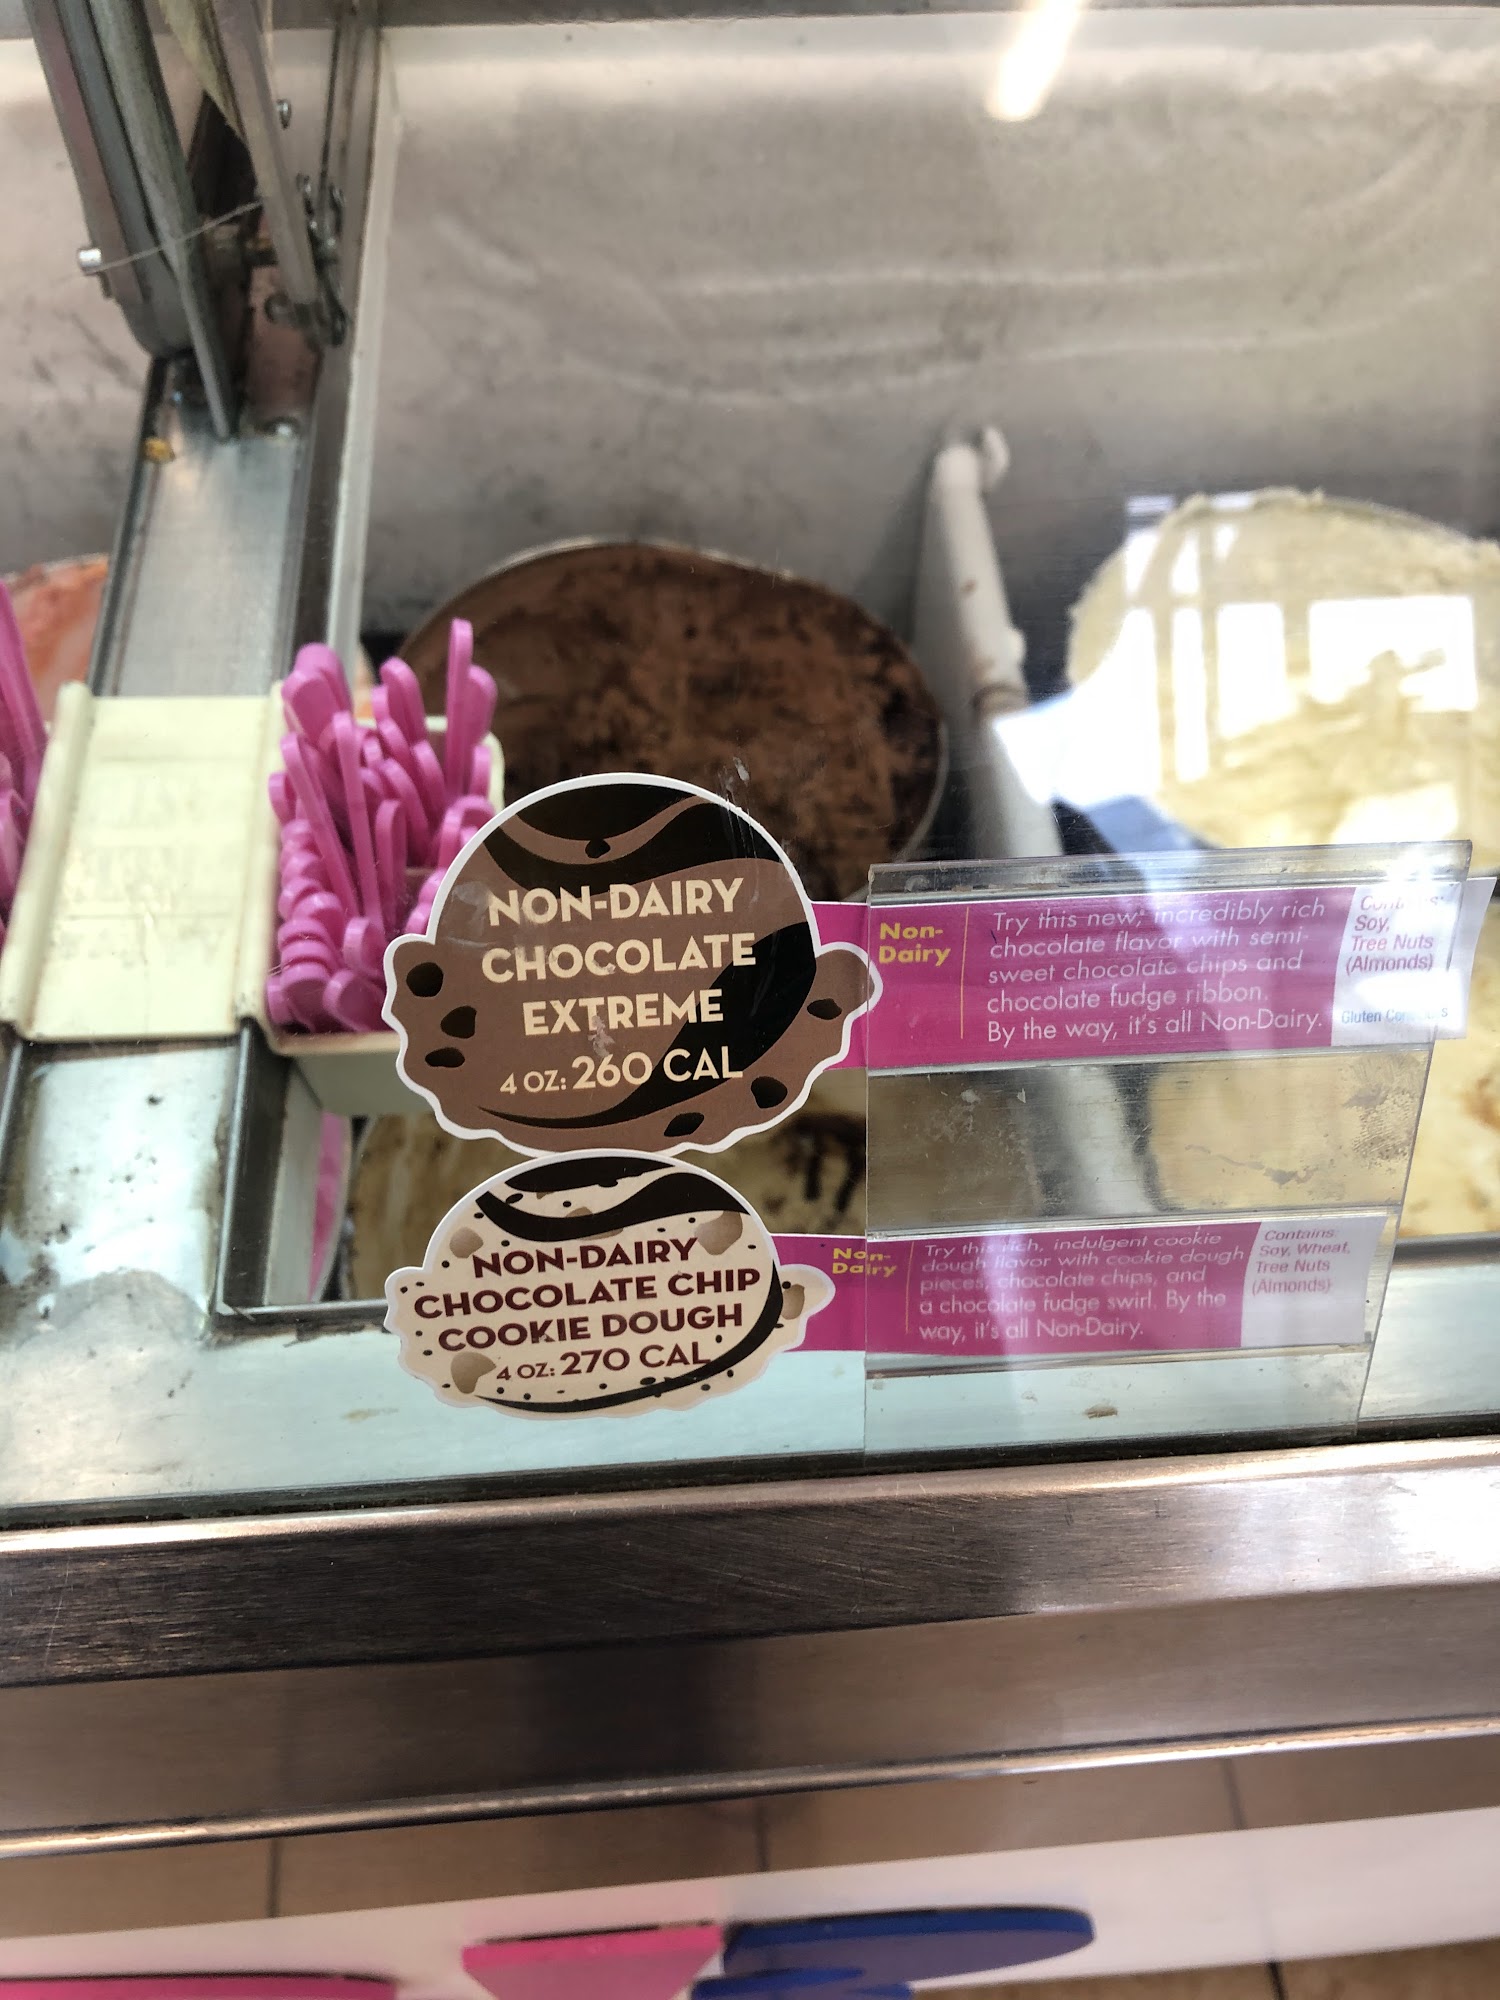 NON-DAIRY
CHOCOLATE
EXTREME
4 OZ: 260 CAL
Non-
Dairy
Try this new, incredibly rich
chocolate flavor with semi-
sweet chocolate chips and
chocolate fudge ribbon.
By the way, it's all Non-Dairy.
Contains:
Soy,
Tree Nuts
(Almonds)
Gluten
NON-DAIRY
CHOCOLATE CHIP
COOKIE DOUGH
4 OZ: 270 CAL
Non-
Dairy
Try this rich, indulgent cookie
dough flavor with cookie dough
pieces, chocolate chips, and
a chocolate fudge swirl. By the
way, it's all Non-Dairy.
Contains:
Soy, Wheat,
Tree Nuts
(Almonds)